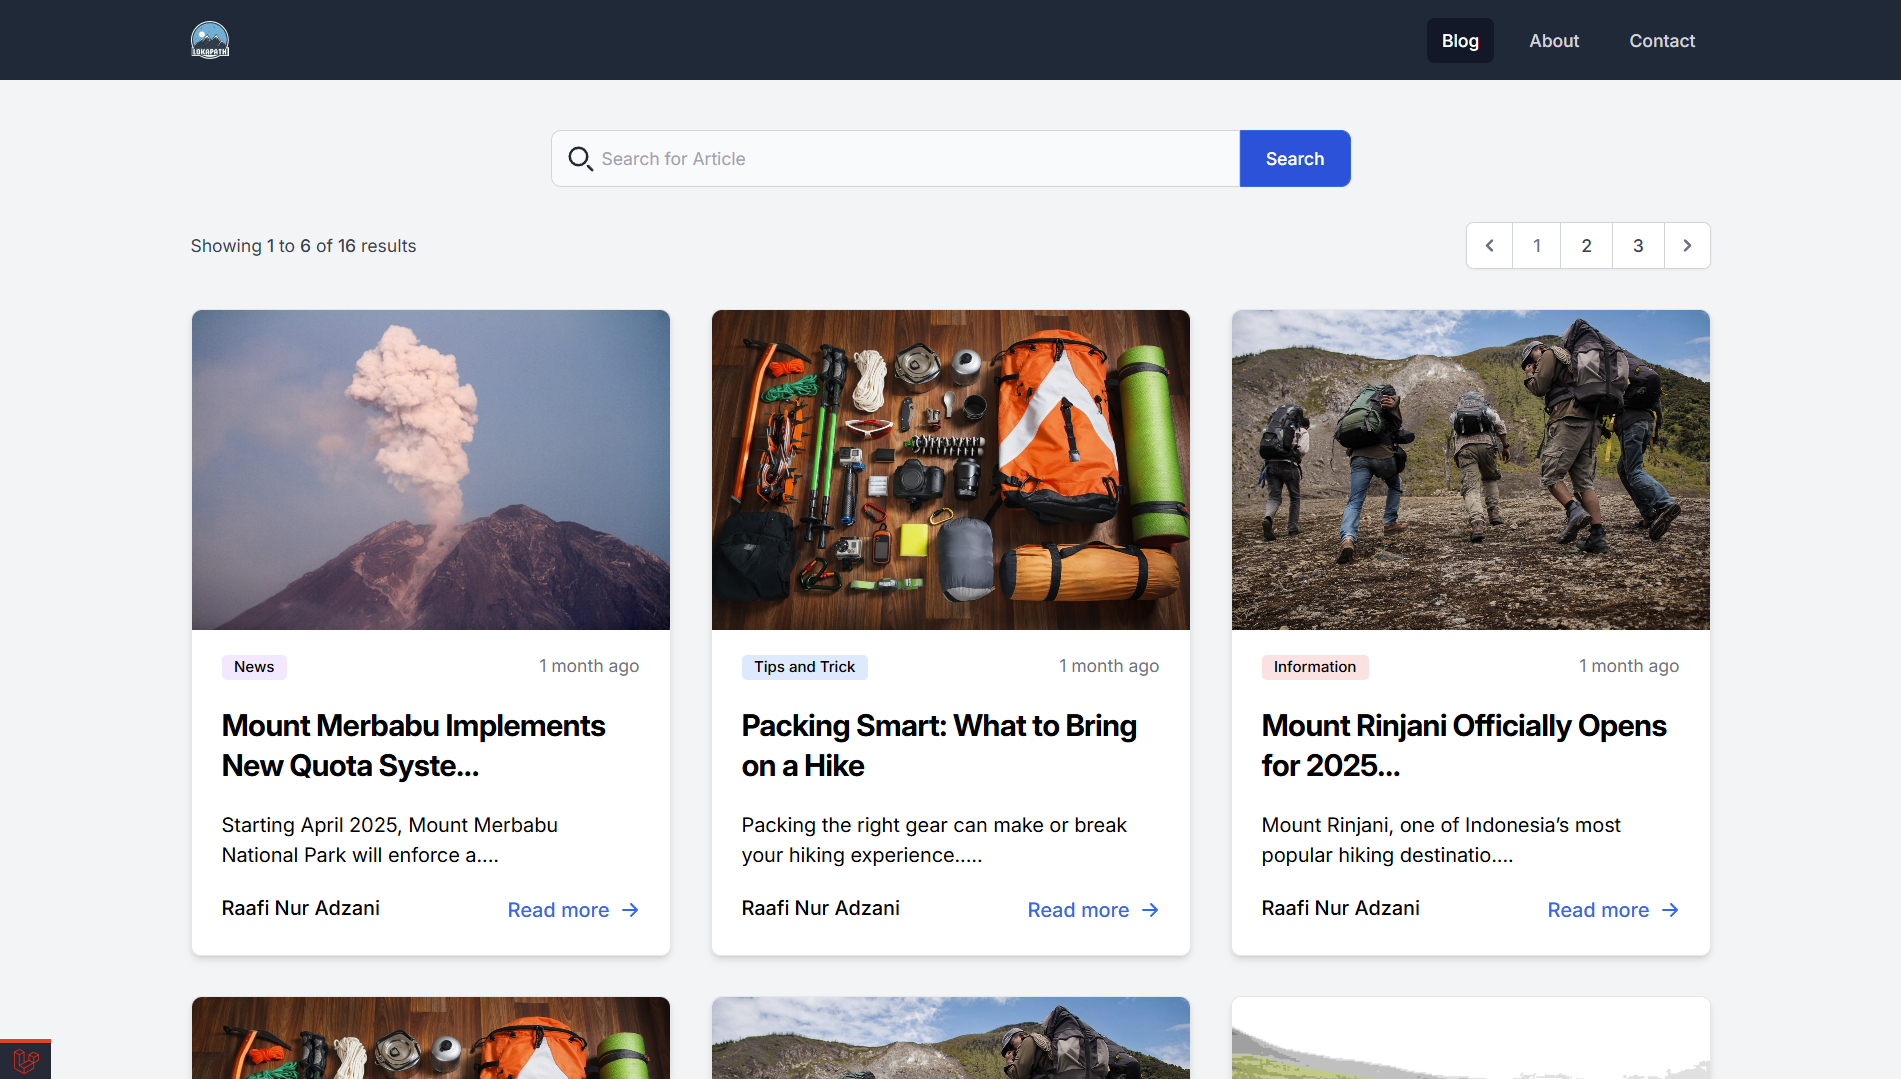 LOKAPATH
Blog
About
Contact
Search for Article
Search
Showing 1 to 6 of 16 results
1
2
3
News
1 month ago
Mount Merbabu Implements
New Quota Syste...
Starting April 2025, Mount Merbabu
National Park will enforce a....
Raafi Nur Adzani
Read more
Tips and Trick
1 month ago
Packing Smart: What to Bring
on a Hike
Packing the right gear can make or break
your hiking experience.....
Raafi Nur Adzani
Read more
Information
1 month ago
Mount Rinjani Officially Opens
for 2025...
Mount Rinjani, one of Indonesia’s most
popular hiking destinatio....
Raafi Nur Adzani
Read more